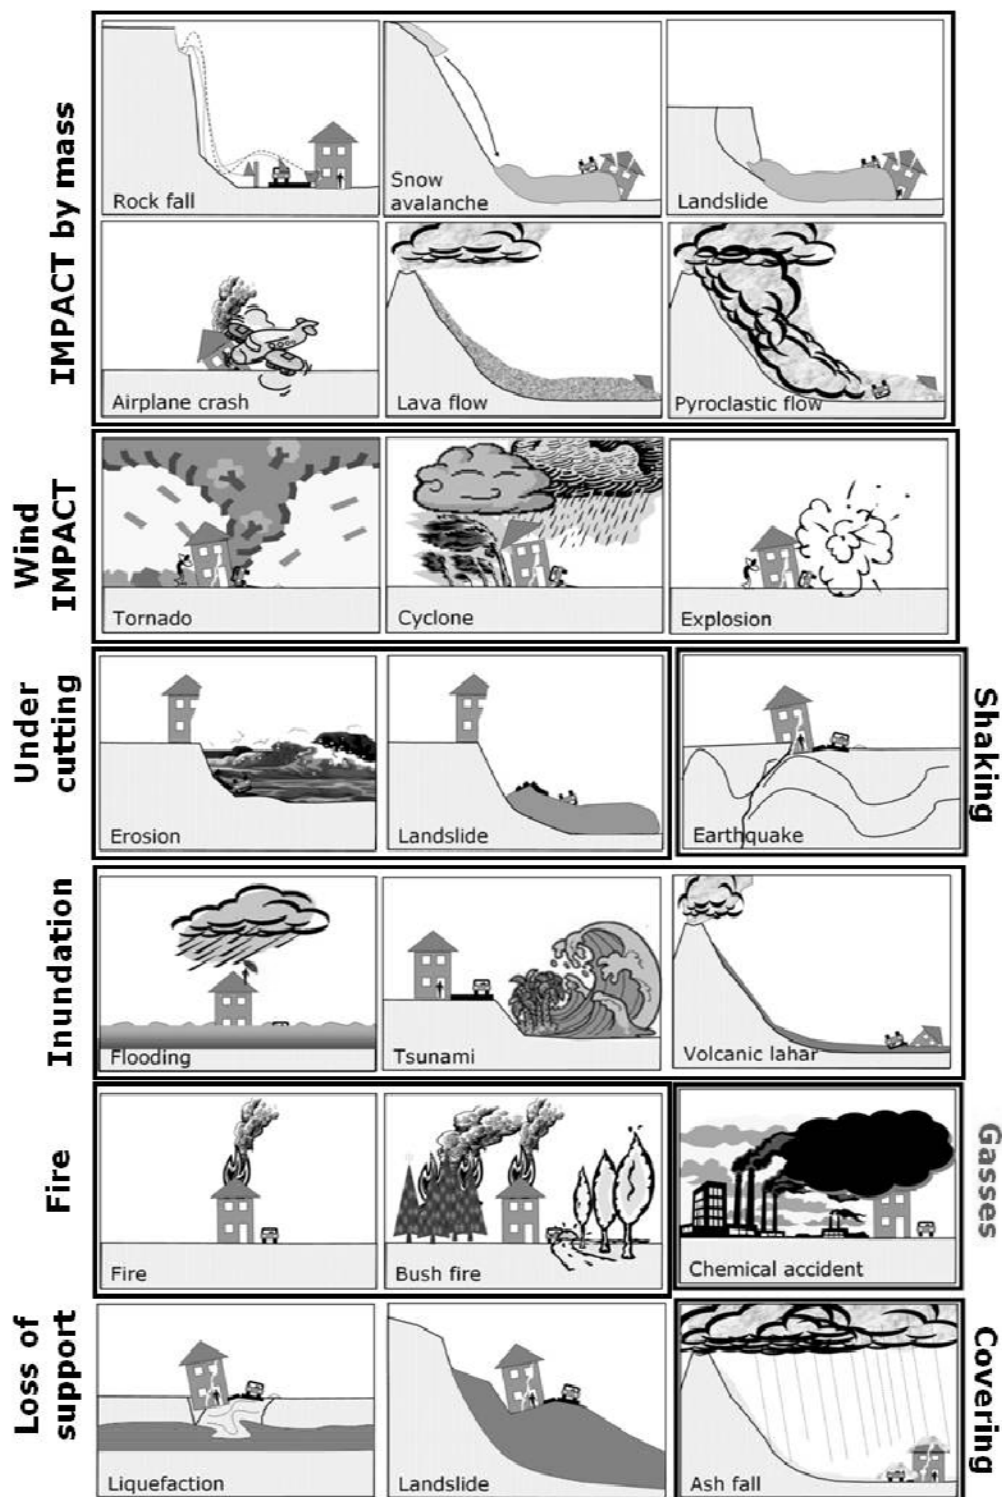 IMPACT by mass
Rock fall
Snow
avalanche
Landslide
Airplane crash
Lava flow
Pyroclastic flow
Wind
IMPACT
Tornado
Cyclone
Explosion
Under
cutting
Erosion
Landslide
Earthquake
Shaking
Inundation
Flooding
Tsunami
Volcanic lahar
Fire
Fire
Bush fire
Chemical accident
Gasses
Loss of
support
Liquefaction
Landslide
Ash fall
Covering